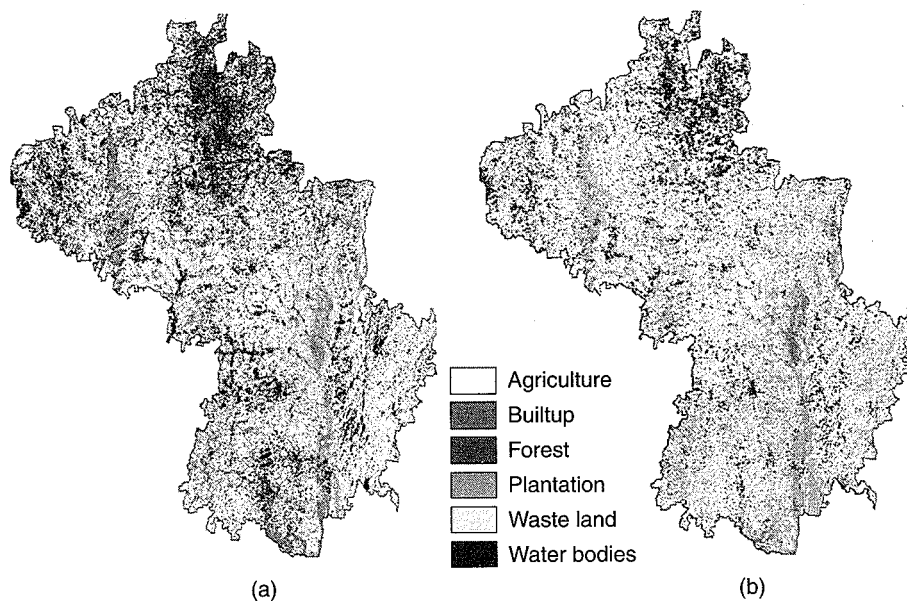 Agriculture
Builtup
Forest
Plantation
Waste land
Water bodies
(a)
(b)